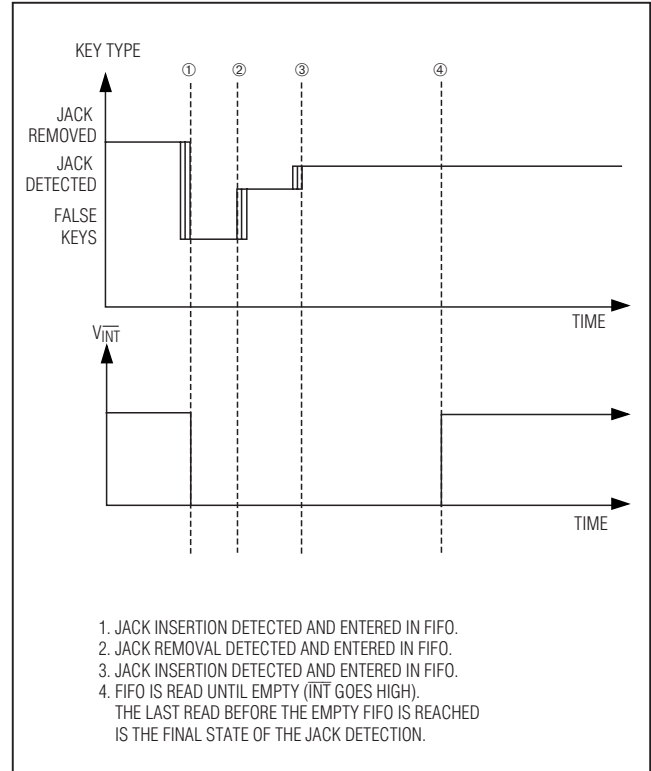 KEY TYPE
① ② ③ ④
JACK
REMOVED
JACK
DETECTED
FALSE
KEYS
TIME
VINT
TIME
1. JACK INSERTION DETECTED AND ENTERED IN FIFO.
2. JACK REMOVAL DETECTED AND ENTERED IN FIFO.
3. JACK INSERTION DETECTED AND ENTERED IN FIFO.
4. FIFO IS READ UNTIL EMPTY (INT GOES HIGH).
THE LAST READ BEFORE THE EMPTY FIFO IS REACHED
IS THE FINAL STATE OF THE JACK DETECTION.